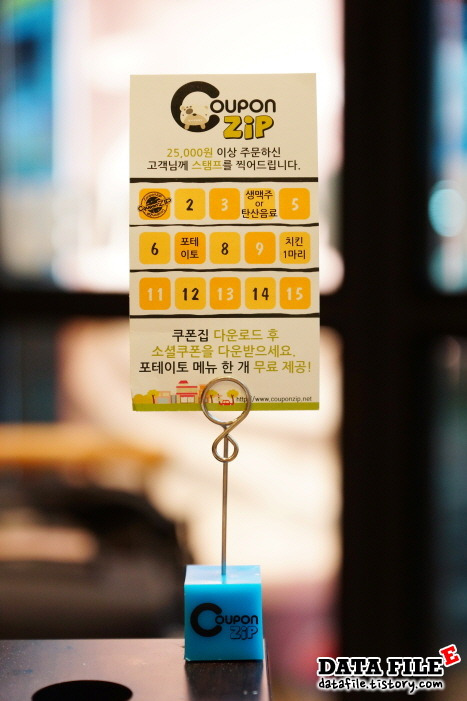 COUPON
ZIP
25,000원 이상 주문하신
고객님께 스탬프를 찍어드립니다.
2 3 생맥주 or 탄산음료 5
6 포테이토 8 9 치킨 1마리
11 12 13 14 15
쿠폰집 다운로드 후
소셜쿠폰을 다운받으세요.
포테이토 메뉴 한 개 무료 제공!
http://www.couponzip.net
COUPON
ZIP
DATA FILE E
datafile.tistory.com